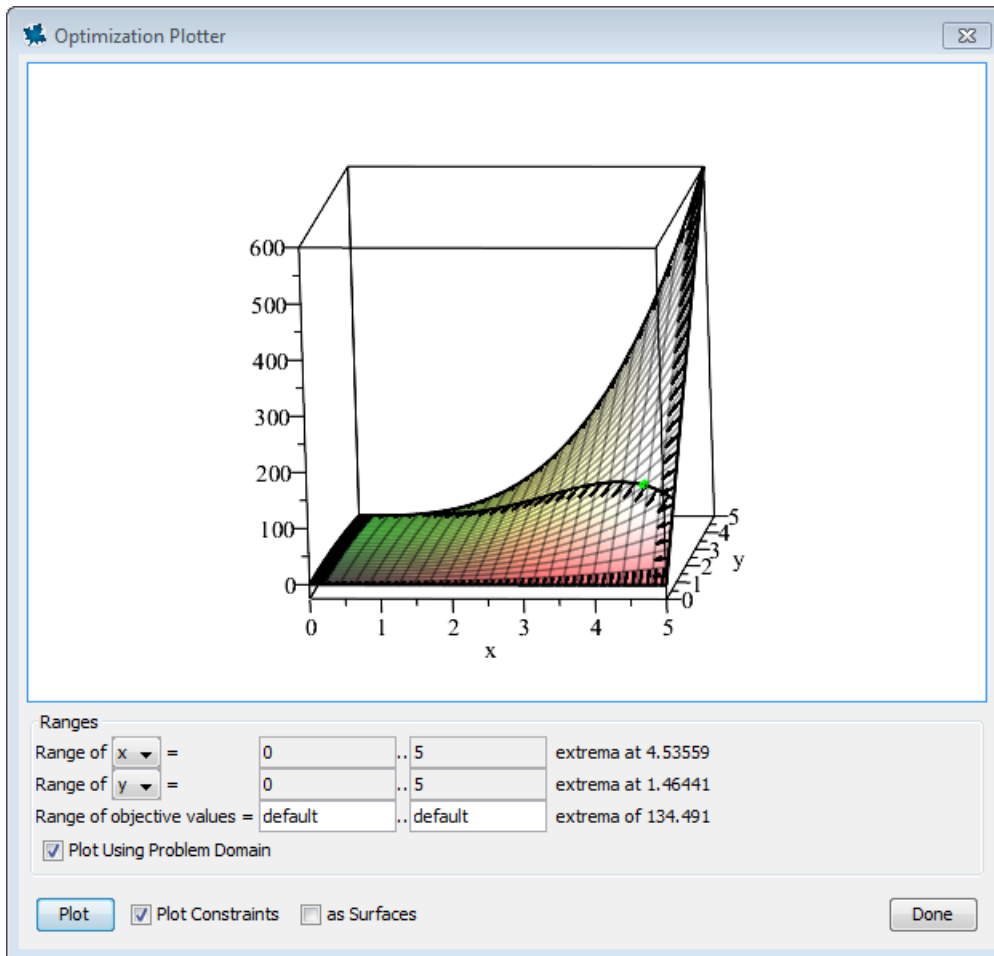 Optimization Plotter
600
500
400
300
200
100
0
0 1 2 3 4 5
x
0
1
2
3
4
5
y
Ranges
Range of x = 0 .. 5 extrema at 4.53559
Range of y = 0 .. 5 extrema at 1.46441
Range of objective values = default .. default extrema of 134.491
Plot Using Problem Domain
Plot Plot Constraints as Surfaces Done